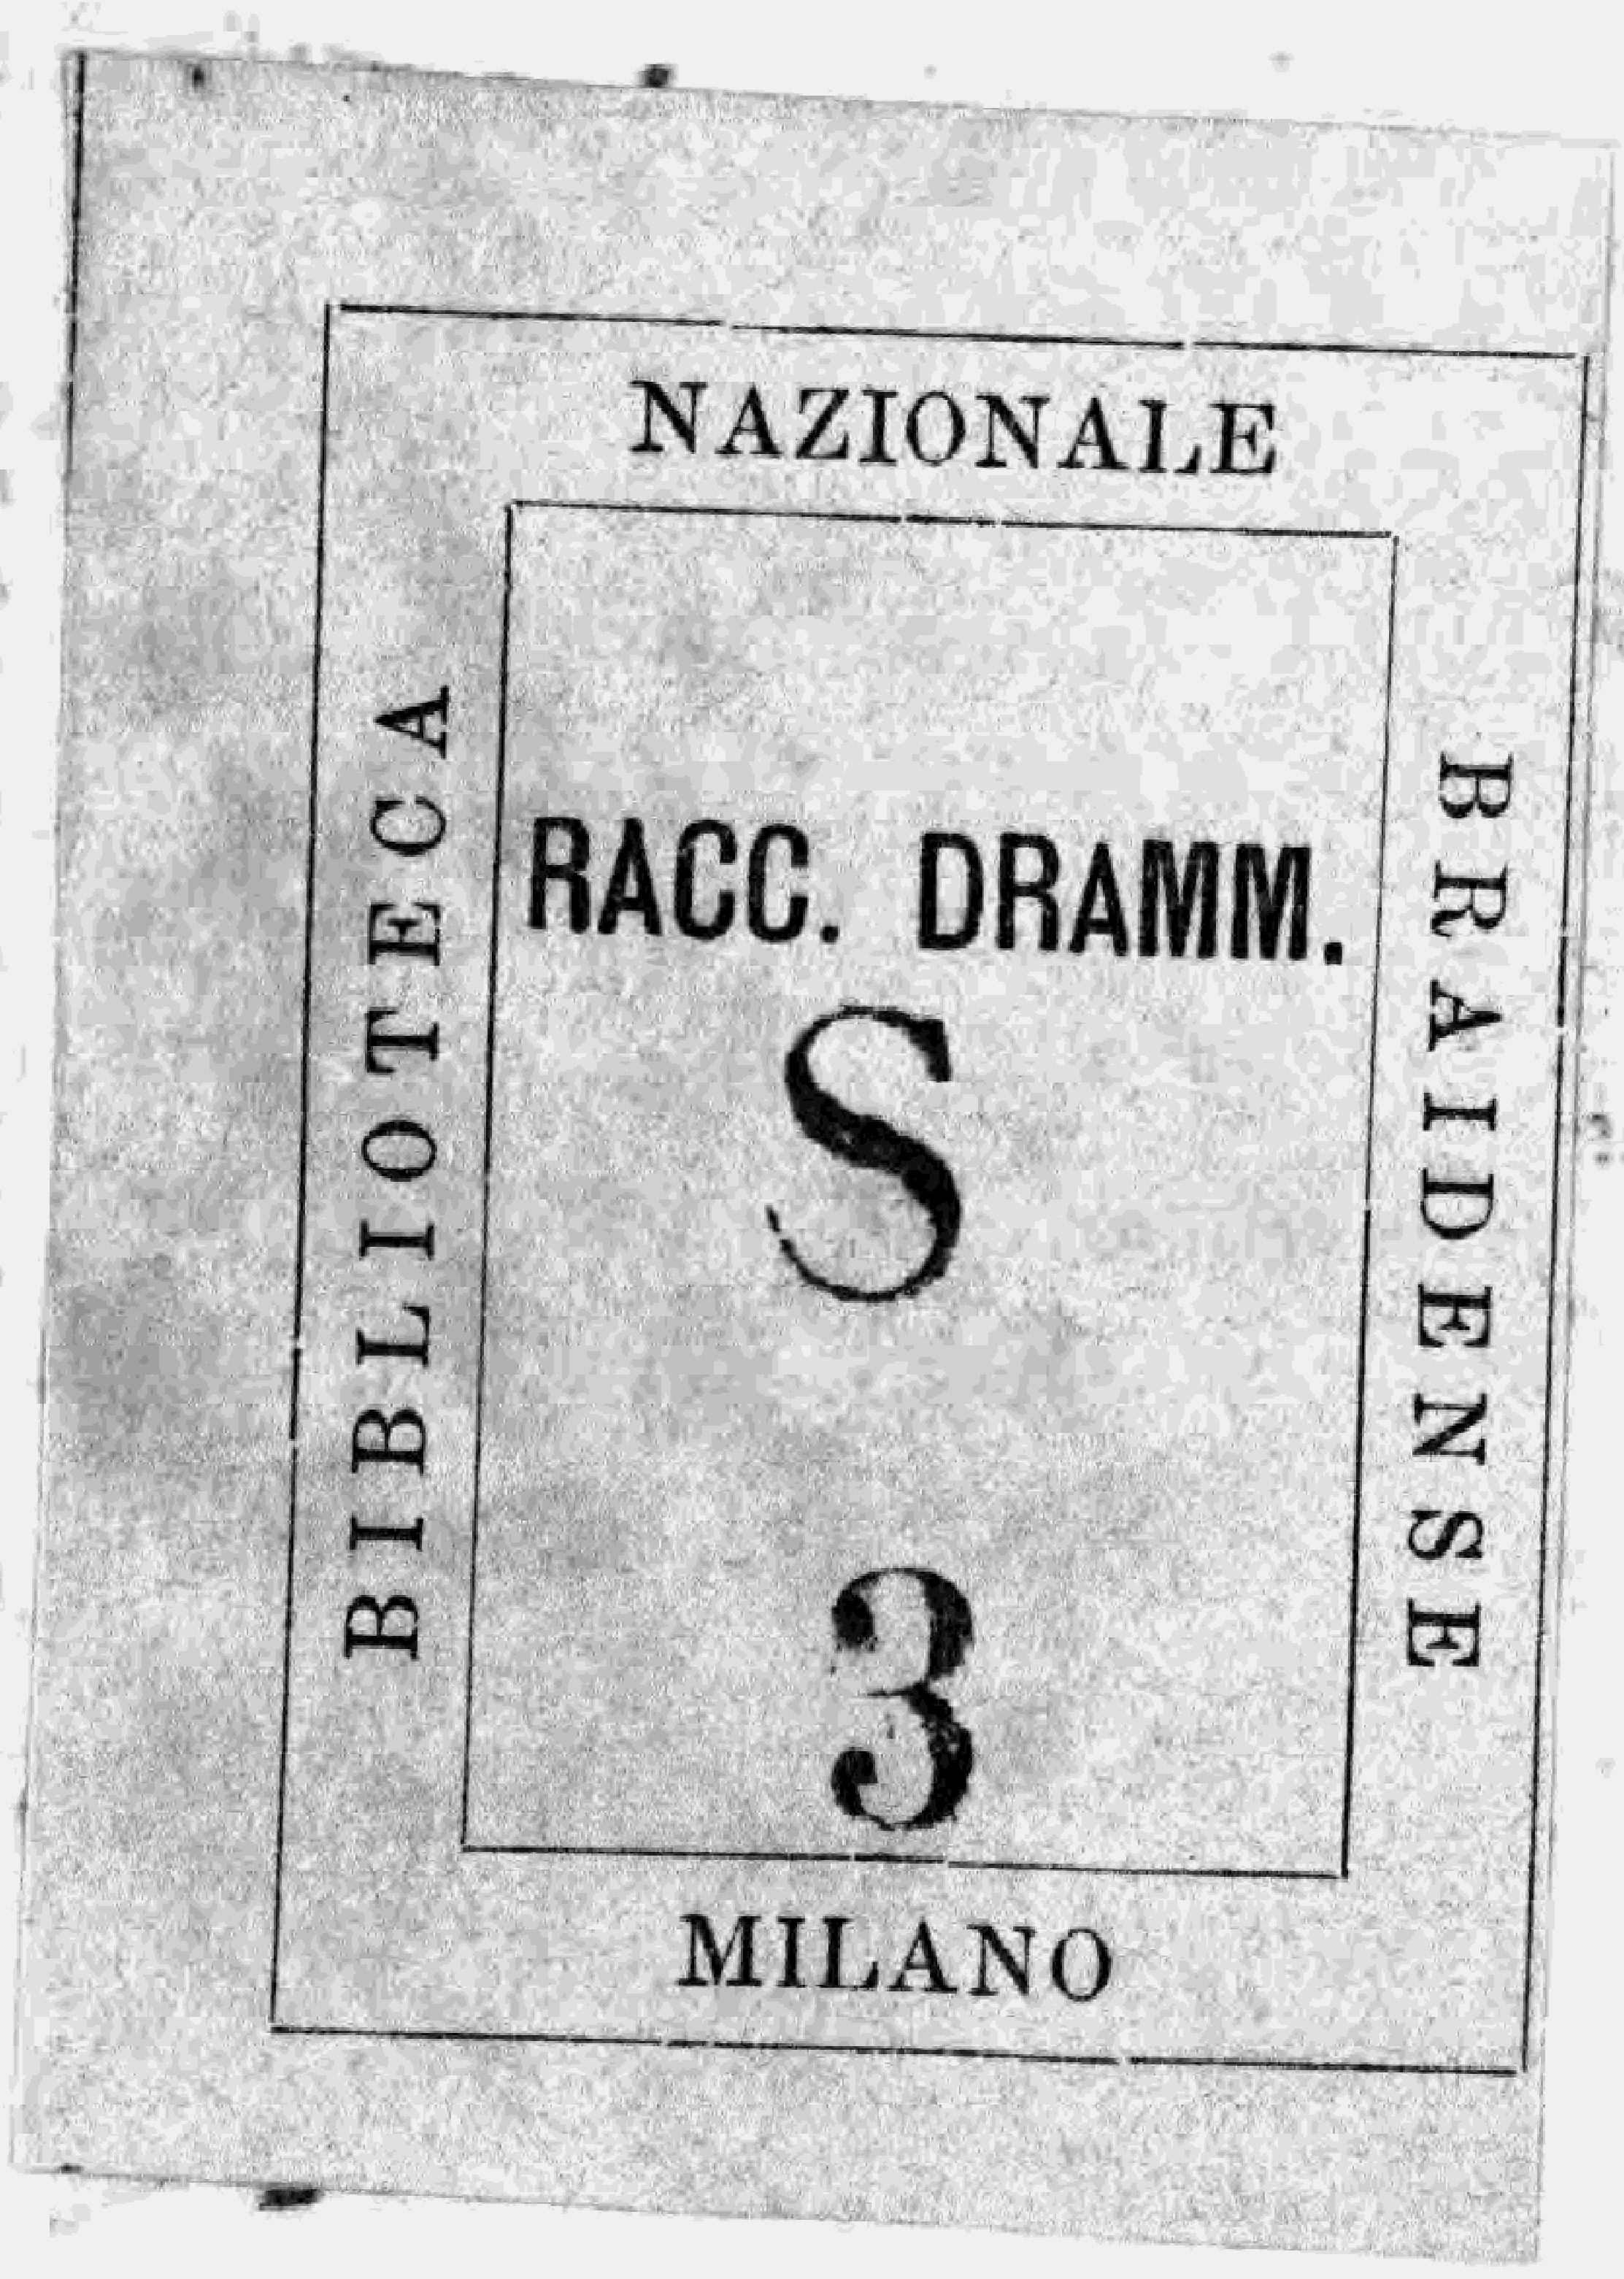 BIBLIOTECA
NAZIONALE
BRAIDENSE
RACC. DRAMM.
S
3
MILANO